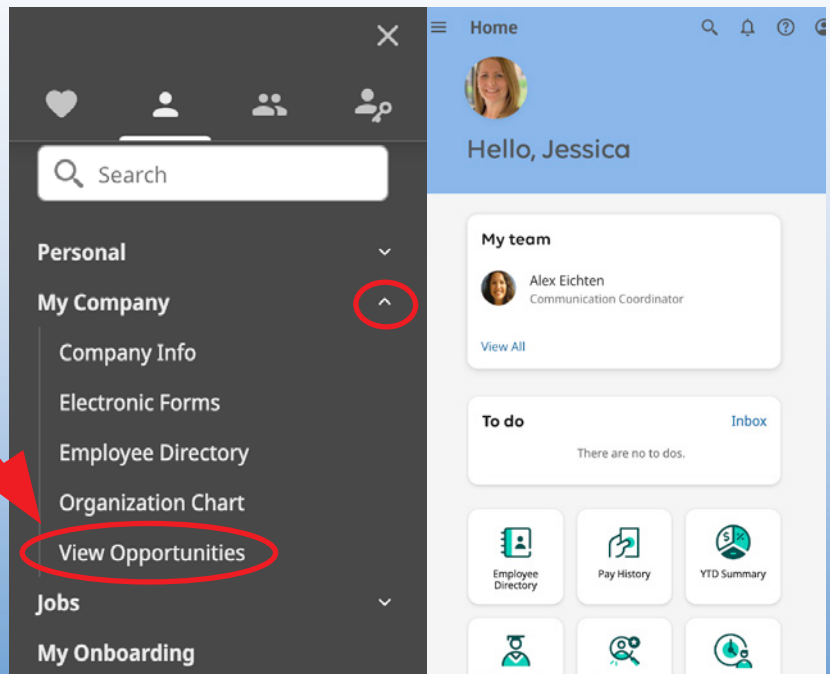 Search
Personal
My Company
Company Info
Electronic Forms
Employee Directory
Organization Chart
View Opportunities
Jobs
My Onboarding
Home
Hello, Jessica
My team
Alex Eichten
Communication Coordinator
View All
To do
Inbox
There are no to dos.
Employee
Directory
Pay History
YTD Summary